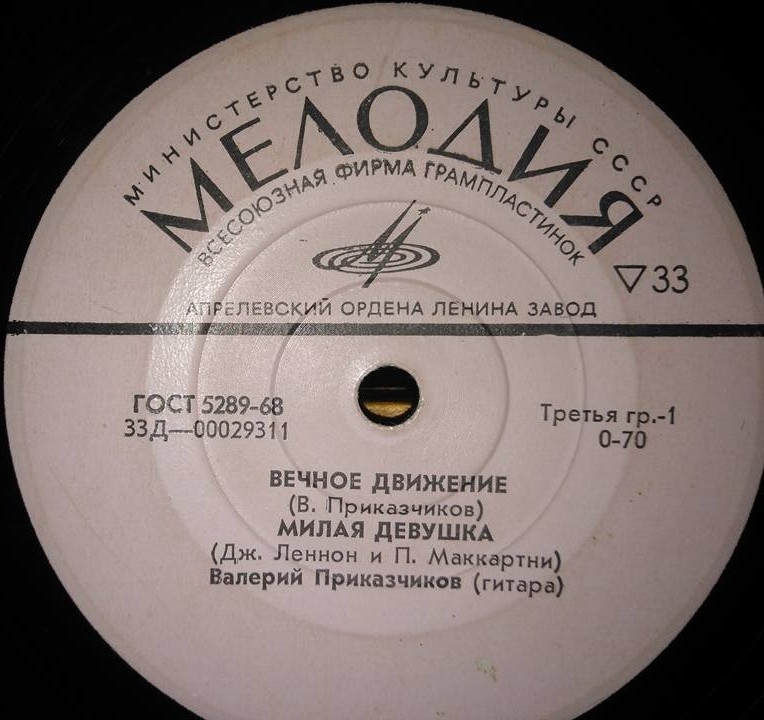 МИНИСТЕРСТВО КУЛЬТУРЫ СССР
МЕЛОДИЯ
ВСЕСОЮЗНАЯ ФИРМА ГРАМПЛАСТИНОК
▽33
АПРЕЛЕВСКИЙ ОРДЕНА ЛЕНИНА ЗАВОД
ГОСТ 5289-68
33Д—00029311
Третья гр.-1
0-70
ВЕЧНОЕ ДВИЖЕНИЕ
(В. Приказчиков)
МИЛАЯ ДЕВУШКА
(Дж. Леннон и П. Маккартни)
Валерий Приказчиков (гитара)